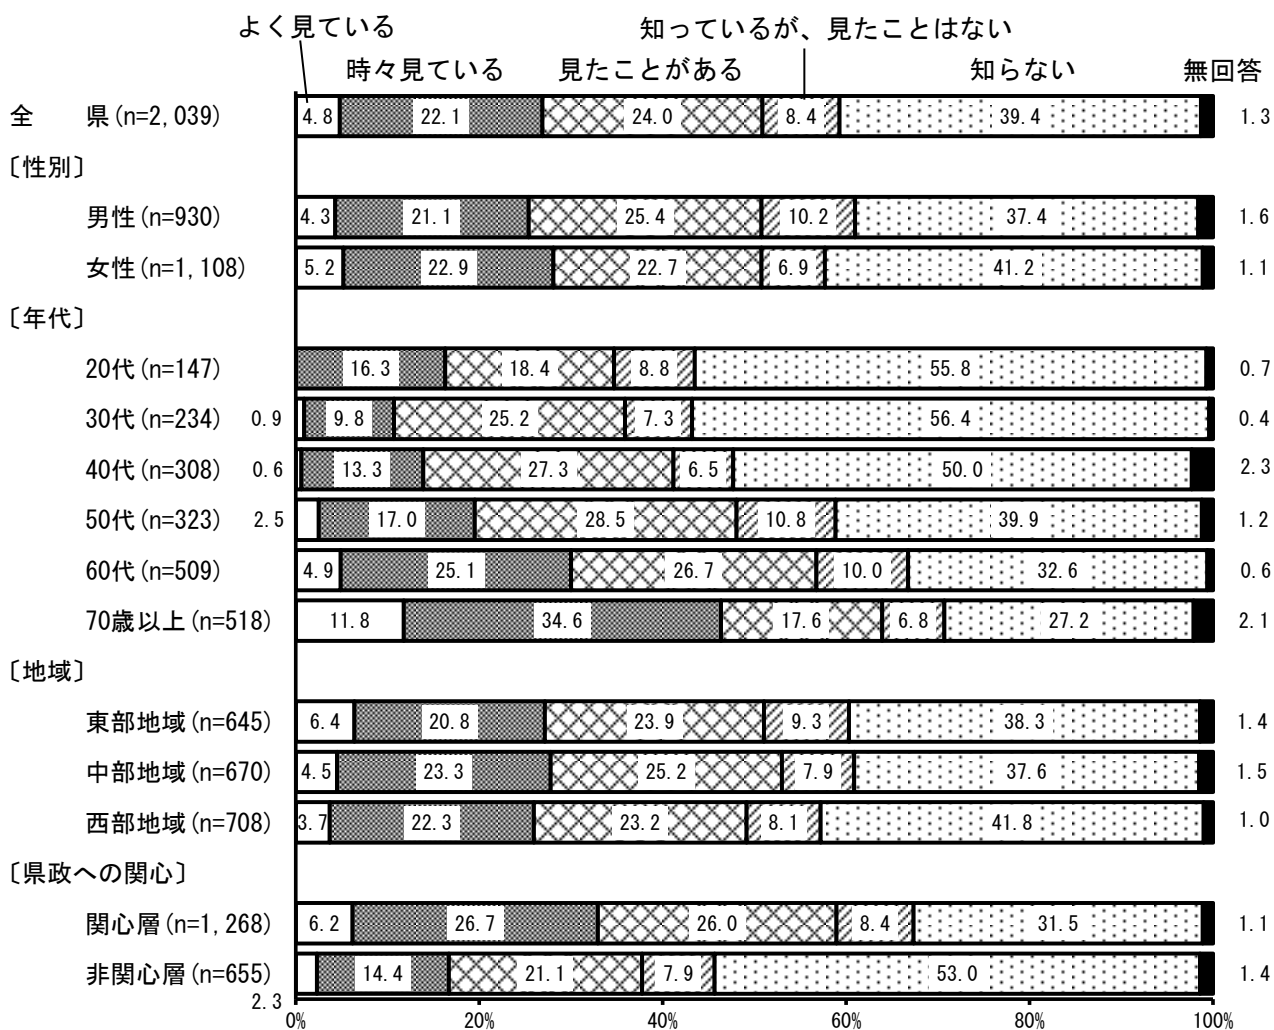 よく見ている 知っているが、見たことはない
時々見ている 見たことがある 知らない 無回答
全 県(n=2,039) 4.8 22.1 24.0 8.4 39.4 1.3
〔性別〕
男性(n=930) 4.3 21.1 25.4 10.2 37.4 1.6
女性(n=1,108) 5.2 22.9 22.7 6.9 41.2 1.1
〔年代〕
20代(n=147) 16.3 18.4 8.8 55.8 0.7
30代(n=234) 0.9 9.8 25.2 7.3 56.4 0.4
40代(n=308) 0.6 13.3 27.3 6.5 50.0 2.3
50代(n=323) 2.5 17.0 28.5 10.8 39.9 1.2
60代(n=509) 4.9 25.1 26.7 10.0 32.6 0.6
70歳以上(n=518) 11.8 34.6 17.6 6.8 27.2 2.1
〔地域〕
東部地域(n=645) 6.4 20.8 23.9 9.3 38.3 1.4
中部地域(n=670) 4.5 23.3 25.2 7.9 37.6 1.5
西部地域(n=708) 3.7 22.3 23.2 8.1 41.8 1.0
〔県政への関心〕
関心層(n=1,268) 6.2 26.7 26.0 8.4 31.5 1.1
非関心層(n=655) 14.4 21.1 7.9 53.0 1.4
2.3
0% 20% 40% 60% 80% 100%